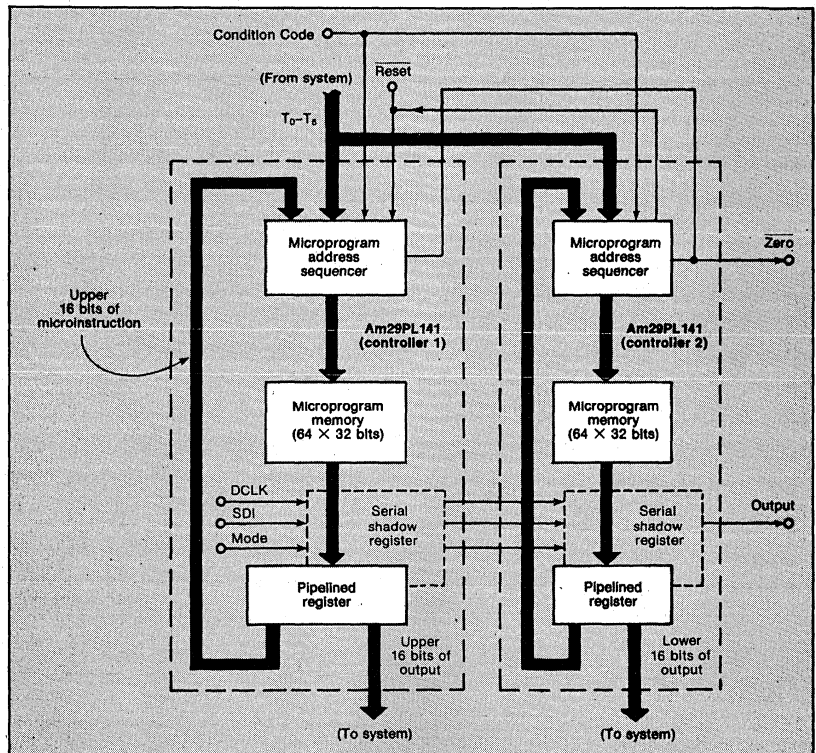 Condition Code
(From system)
Reset
T₀–T₅
Microprogram
address
sequencer
Microprogram
address
sequencer
Zero
Upper
16 bits of
microinstruction
Am29PL141
(controller 1)
Am29PL141
(controller 2)
Microprogram
memory
(64 × 32 bits)
Microprogram
memory
(64 × 32 bits)
DCLK
SDI
Mode
Serial
shadow
register
Serial
shadow
register
Output
Pipelined
register
Pipelined
register
Upper
16 bits of
output
Lower
16 bits of
output
(To system)
(To system)